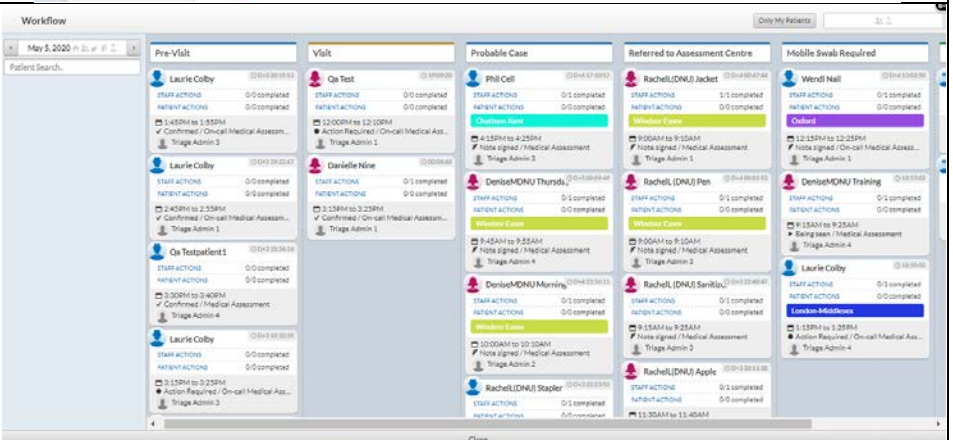 Workflow
Only My Patients
May 5, 2020
Patient Search..
Pre-Visit
Laurie Colby
STAFF ACTIONS 0/0 completed
PATIENT ACTIONS 0/0 completed
1:45PM to 1:55PM
✓ Confirmed / On-call Medical Assessm...
Triage Admin 3
Laurie Colby
STAFF ACTIONS 0/0 completed
PATIENT ACTIONS 0/0 completed
2:45PM to 2:55PM
✓ Confirmed / On-call Medical Assessm...
Triage Admin 1
Qa Testpatient1
STAFF ACTIONS 0/0 completed
PATIENT ACTIONS 0/0 completed
3:30PM to 3:40PM
✓ Confirmed / Medical Assessment
Triage Admin 4
Laurie Colby
STAFF ACTIONS 0/0 completed
PATIENT ACTIONS 0/0 completed
3:15PM to 3:25PM
Action Required / On-call Medical Ass...
Triage Admin 3
Visit
Qa Test
STAFF ACTIONS 0/0 completed
PATIENT ACTIONS 0/0 completed
12:00PM to 12:10PM
Action Required / On-call Medical Assessm...
Triage Admin 1
Danielle Nine
STAFF ACTIONS 0/1 completed
PATIENT ACTIONS 0/0 completed
3:15PM to 3:25PM
✓ Confirmed / On-call Medical Assessm...
Triage Admin 1
Probable Case
Phil Cell
STAFF ACTIONS 0/1 completed
PATIENT ACTIONS 0/0 completed
Chatham Kent
4:15PM to 4:25PM
Note signed / Medical Assessment
Triage Admin 3
DeniseMDNU Thursda
STAFF ACTIONS 0/1 completed
PATIENT ACTIONS 0/0 completed
Windsor Essex
9:45AM to 9:55AM
Note signed / Medical Assessment
Triage Admin 4
DeniseMDNU Morning
STAFF ACTIONS 0/1 completed
PATIENT ACTIONS 0/0 completed
Windsor Essex
10:00AM to 10:10AM
Note signed / Medical Assessment
Triage Admin 2
RachelL(DNU) Stapler
STAFF ACTIONS 0/1 completed
PATIENT ACTIONS 0/0 completed
Referred to Assessment Centre
RachelL(DNU) Jacket
STAFF ACTIONS 1/1 completed
PATIENT ACTIONS 0/0 completed
Windsor Essex
9:00AM to 9:10AM
Note signed / Medical Assessment
Triage Admin 1
RachelL (DNU) Pen
STAFF ACTIONS 0/1 completed
PATIENT ACTIONS 0/0 completed
Windsor Essex
9:00AM to 9:10AM
Note signed / Medical Assessment
Triage Admin 2
RachelL (DNU) Sanitiz
STAFF ACTIONS 0/1 completed
PATIENT ACTIONS 0/0 completed
Windsor Essex
9:15AM to 9:25AM
Note signed / Medical Assessment
Triage Admin 3
RachelL (DNU) Apple
STAFF ACTIONS 0/1 completed
PATIENT ACTIONS 0/0 completed
11:30AM to 11:40AM
Mobile Swab Required
Wendi Nail
STAFF ACTIONS 0/1 completed
PATIENT ACTIONS 0/0 completed
Oxford
12:15PM to 12:25PM
Note signed / Medical Assessment
Triage Admin 1
DeniseMDNU Training
STAFF ACTIONS 0/1 completed
PATIENT ACTIONS 0/0 completed
9:15AM to 9:25AM
Being seen / Medical Assessment
Triage Admin 4
Laurie Colby
STAFF ACTIONS 0/1 completed
PATIENT ACTIONS 0/0 completed
London-Middlesex
1:15PM to 1:25PM
Action Required / On-call Medical Ass...
Triage Admin 4
Close